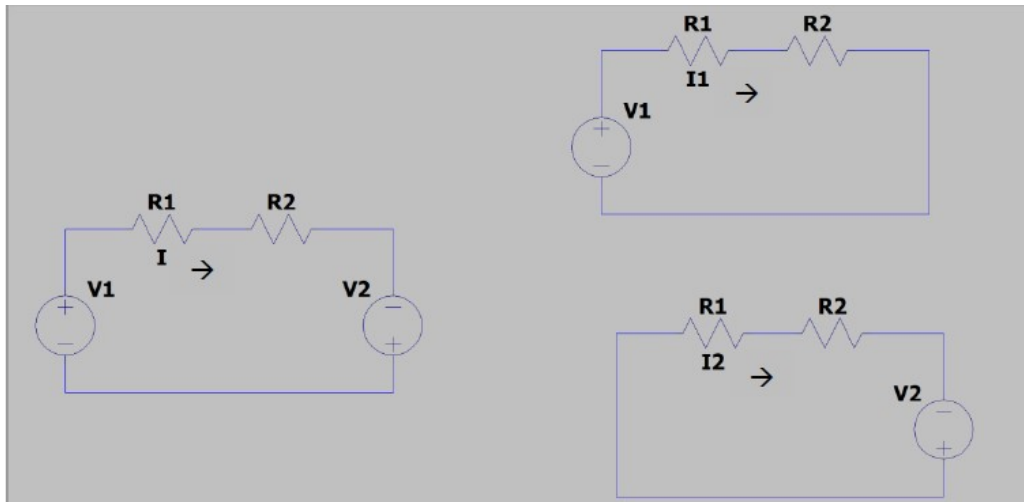 R1 R2
I →
V1 V2
+ −
− +
R1 R2
I1 →
V1
+
−
R1 R2
I2 →
V2
−
+